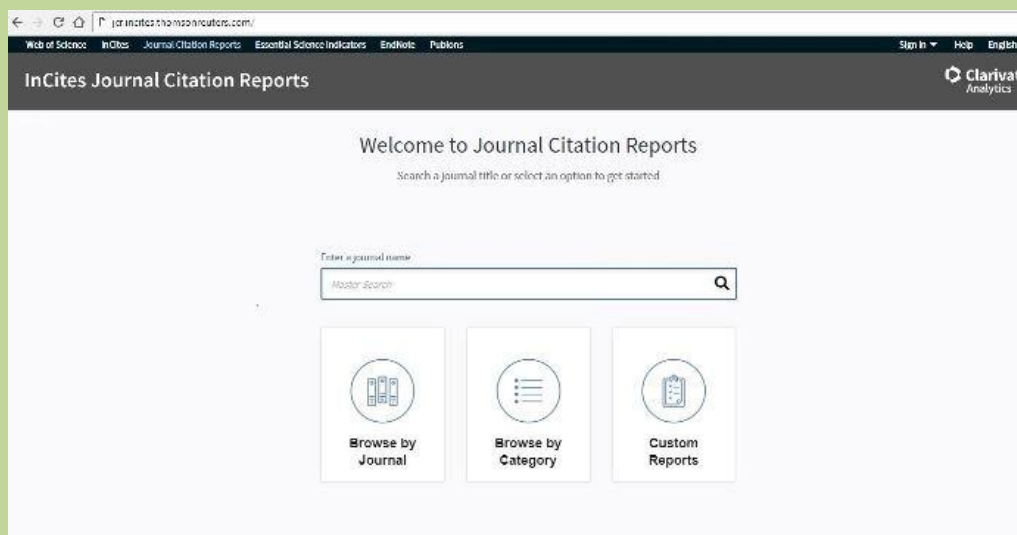 jcr.incites.thomsonreuters.com/
Web of Science InCites Journal Citation Reports Essential Science Indicators EndNote Publons Sign In Help English
InCites Journal Citation Reports
Clarivat
Analytics
Welcome to Journal Citation Reports
Search a journal title or select an option to get started
Enter a journal name
Master Search
Browse by
Journal
Browse by
Category
Custom
Reports